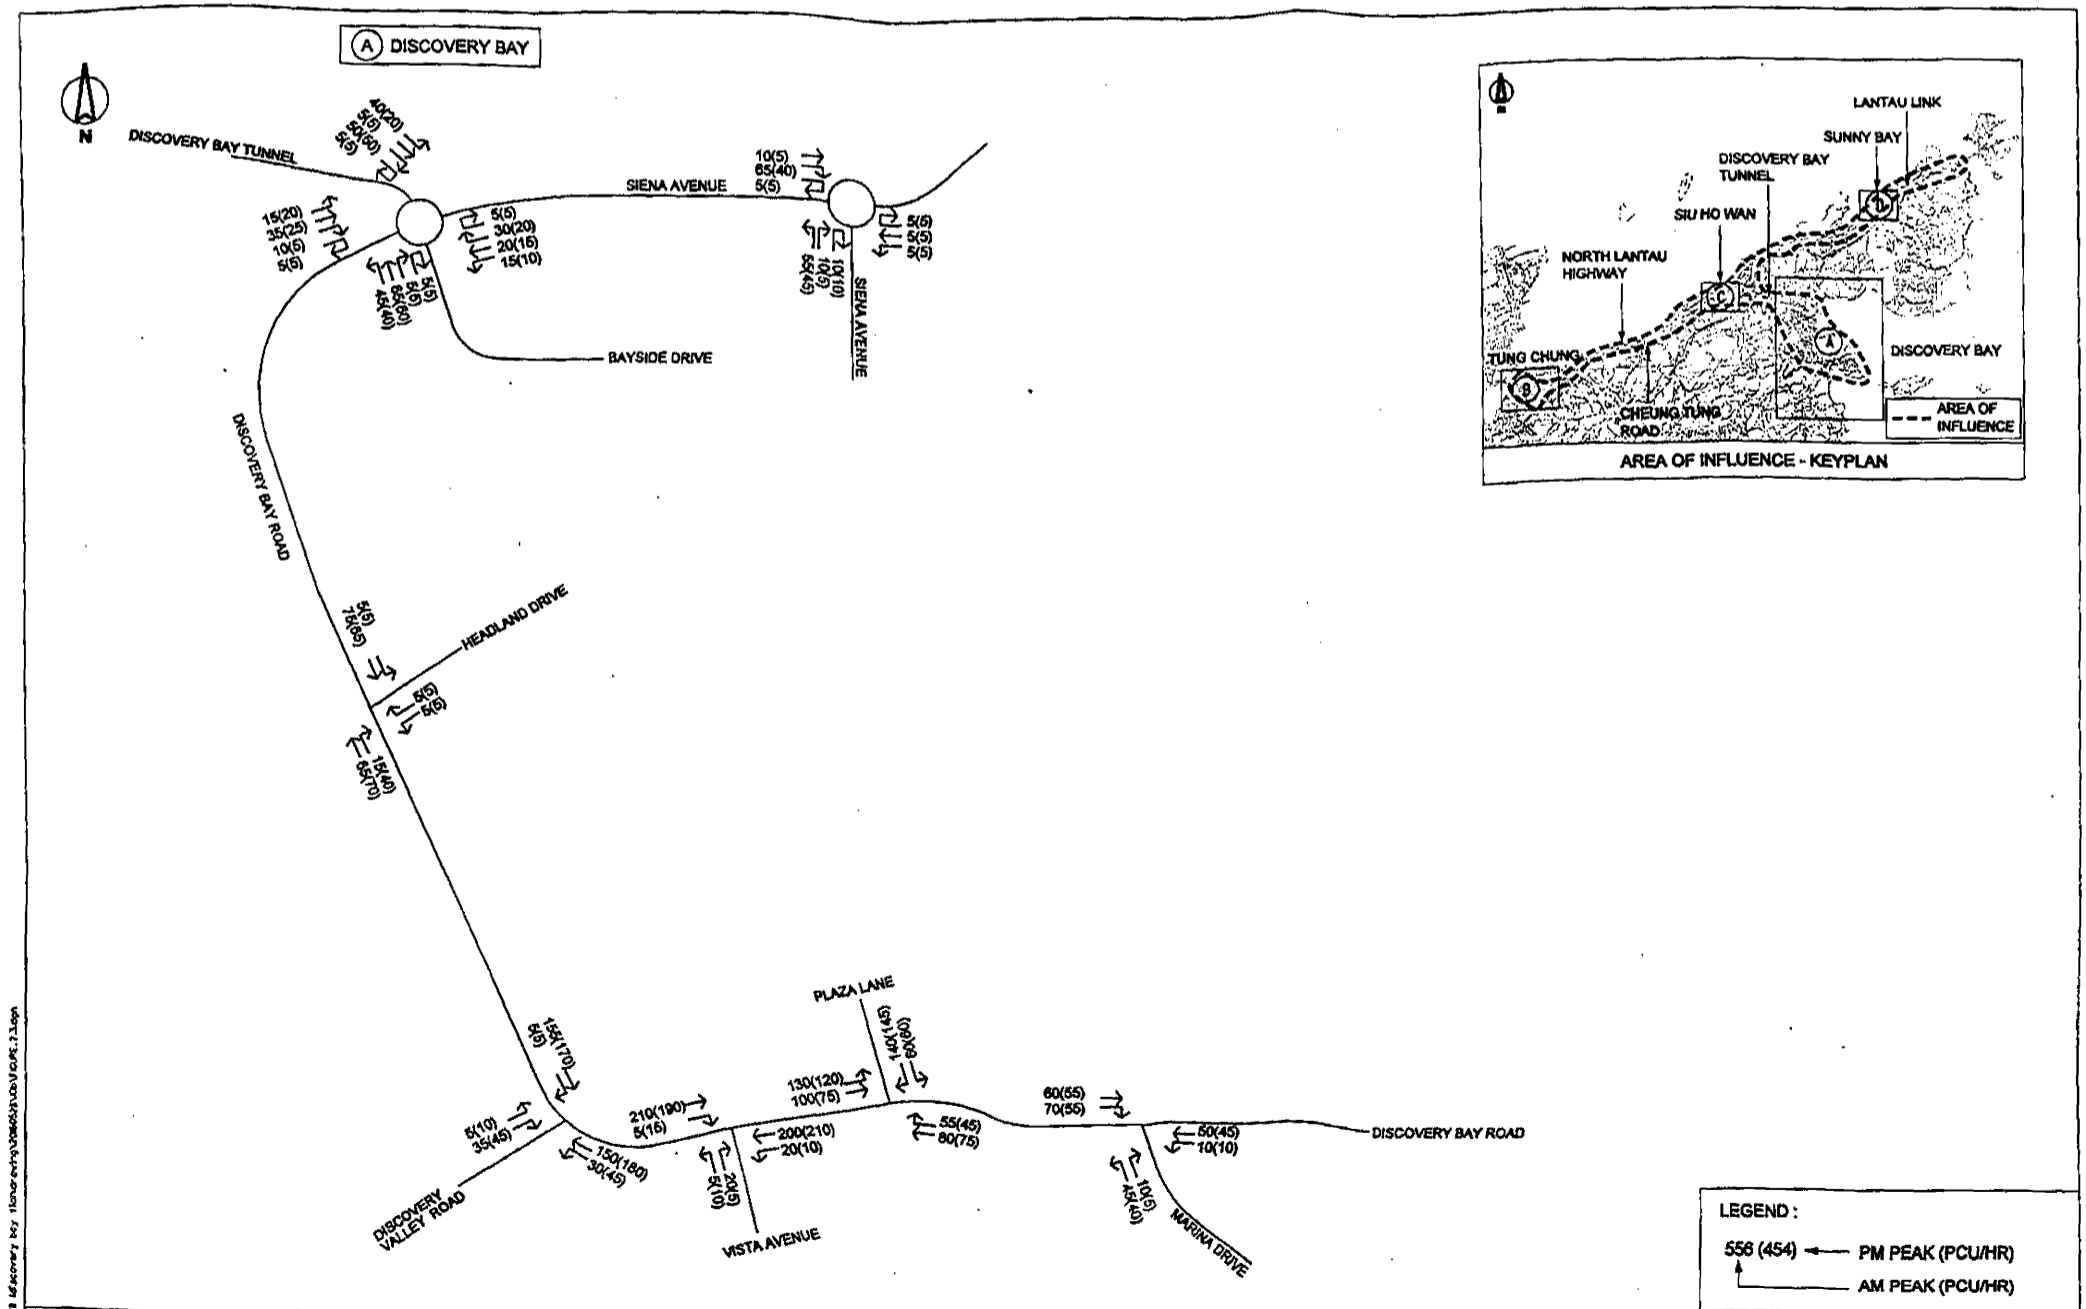 A DISCOVERY BAY
N
DISCOVERY BAY TUNNEL
40(20)
5(5)
50(50)
5(5)
15(20)
35(25)
10(5)
5(5)
5(5)
30(20)
20(15)
15(10)
45(40)
65(60)
5(5)
5(5)
SIENA AVENUE
10(5)
65(40)
5(5)
5(5)
5(5)
5(5)
55(45)
10(5)
10(10)
SIENA AVENUE
BAYSIDE DRIVE
DISCOVERY BAY ROAD
5(5)
75(65)
HEADLAND DRIVE
5(5)
5(5)
15(40)
65(70)
155(170)
5(5)
5(10)
35(45)
DISCOVERY
VALLEY ROAD
150(180)
30(45)
210(190)
5(15)
5(10)
20(5)
VISTA AVENUE
200(210)
20(10)
130(120)
100(75)
PLAZA LANE
140(145)
60(60)
55(45)
80(75)
60(55)
70(55)
50(45)
10(10)
45(40)
10(5)
MARINA DRIVE
DISCOVERY BAY ROAD
N
LANTAU LINK
SUNNY BAY
DISCOVERY BAY
TUNNEL
SIU HO WAN
NORTH LANTAU
HIGHWAY
TUNG CHUNG
D
C
A
B
DISCOVERY BAY
CHEUNG TUNG
ROAD
AREA OF
INFLUENCE
AREA OF INFLUENCE - KEYPLAN
LEGEND :
556 (454)
PM PEAK (PCU/HR)
AM PEAK (PCU/HR)